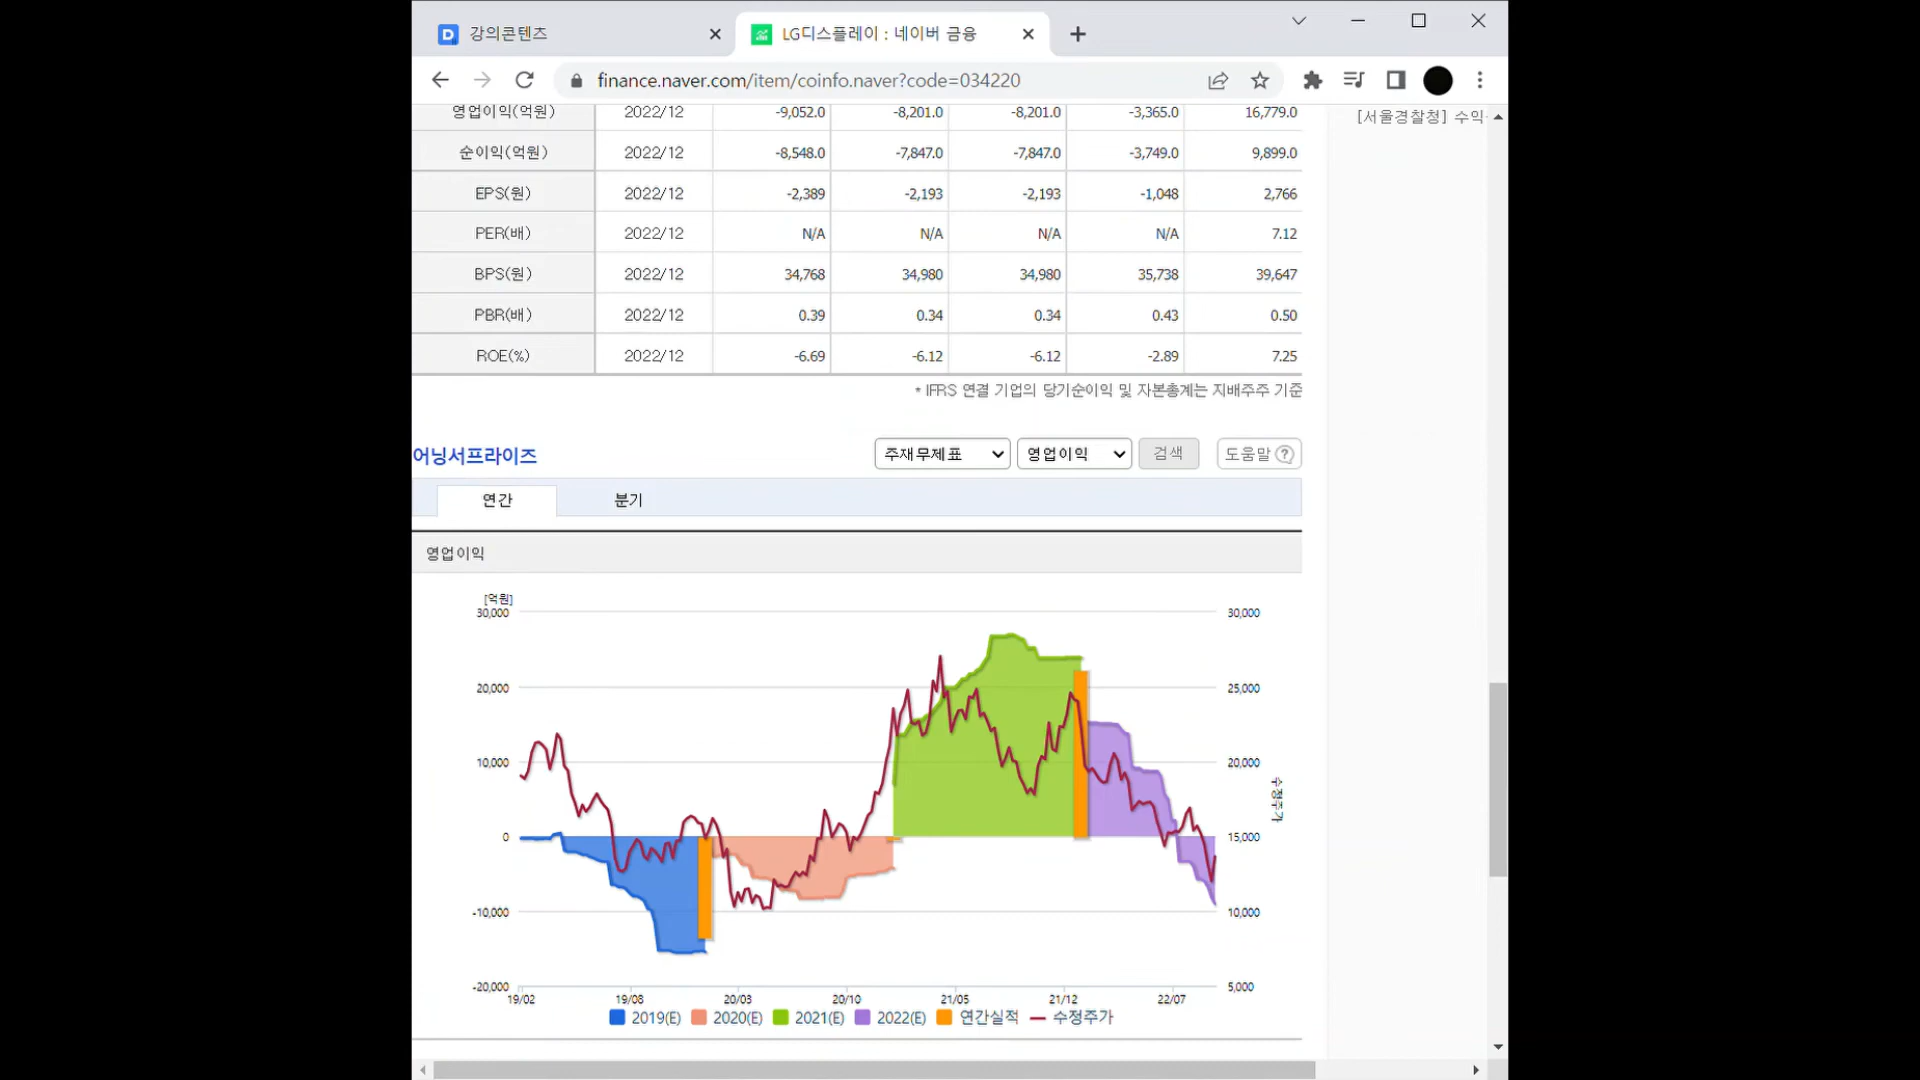 강의콘텐츠
LG디스플레이 : 네이버 금융
finance.naver.com/item/coinfo.naver?code=034220
영업이익(억원) 2022/12 -9,052.0 -8,201.0 -8,201.0 -3,365.0 16,779.0
[서울경찰청] 수익
순이익(억원) 2022/12 -8,548.0 -7,847.0 -7,847.0 -3,749.0 9,899.0
EPS(원) 2022/12 -2,389 -2,193 -2,193 -1,048 2,766
PER(배) 2022/12 N/A N/A N/A N/A 7.12
BPS(원) 2022/12 34,768 34,980 34,980 35,738 39,647
PBR(배) 2022/12 0.39 0.34 0.34 0.43 0.50
ROE(%) 2022/12 -6.69 -6.12 -6.12 -2.89 7.25
* IFRS 연결 기업의 당기순이익 및 자본총계는 지배주주 기준
어닝서프라이즈 주재무제표 영업이익 검색 도움말 ?
연간 분기
영업이익
[억원]
30,000 30,000
20,000 25,000
10,000 20,000
수정주가
0 15,000
-10,000 10,000
-20,000 5,000
19/02 19/08 20/03 20/10 21/05 21/12 22/07
2019(E) 2020(E) 2021(E) 2022(E) 연간실적 수정주가